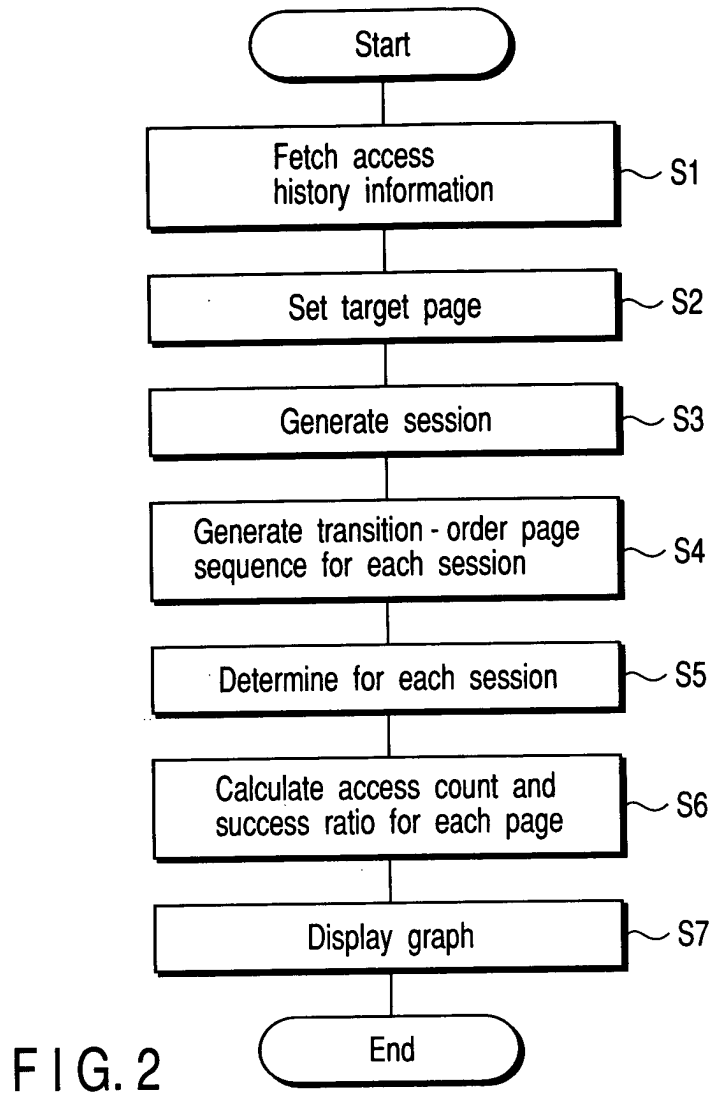 Start
Fetch access
history information
S1
Set target page
S2
Generate session
S3
Generate transition - order page
sequence for each session
S4
Determine for each session
S5
Calculate access count and
success ratio for each page
S6
Display graph
S7
End
FIG. 2